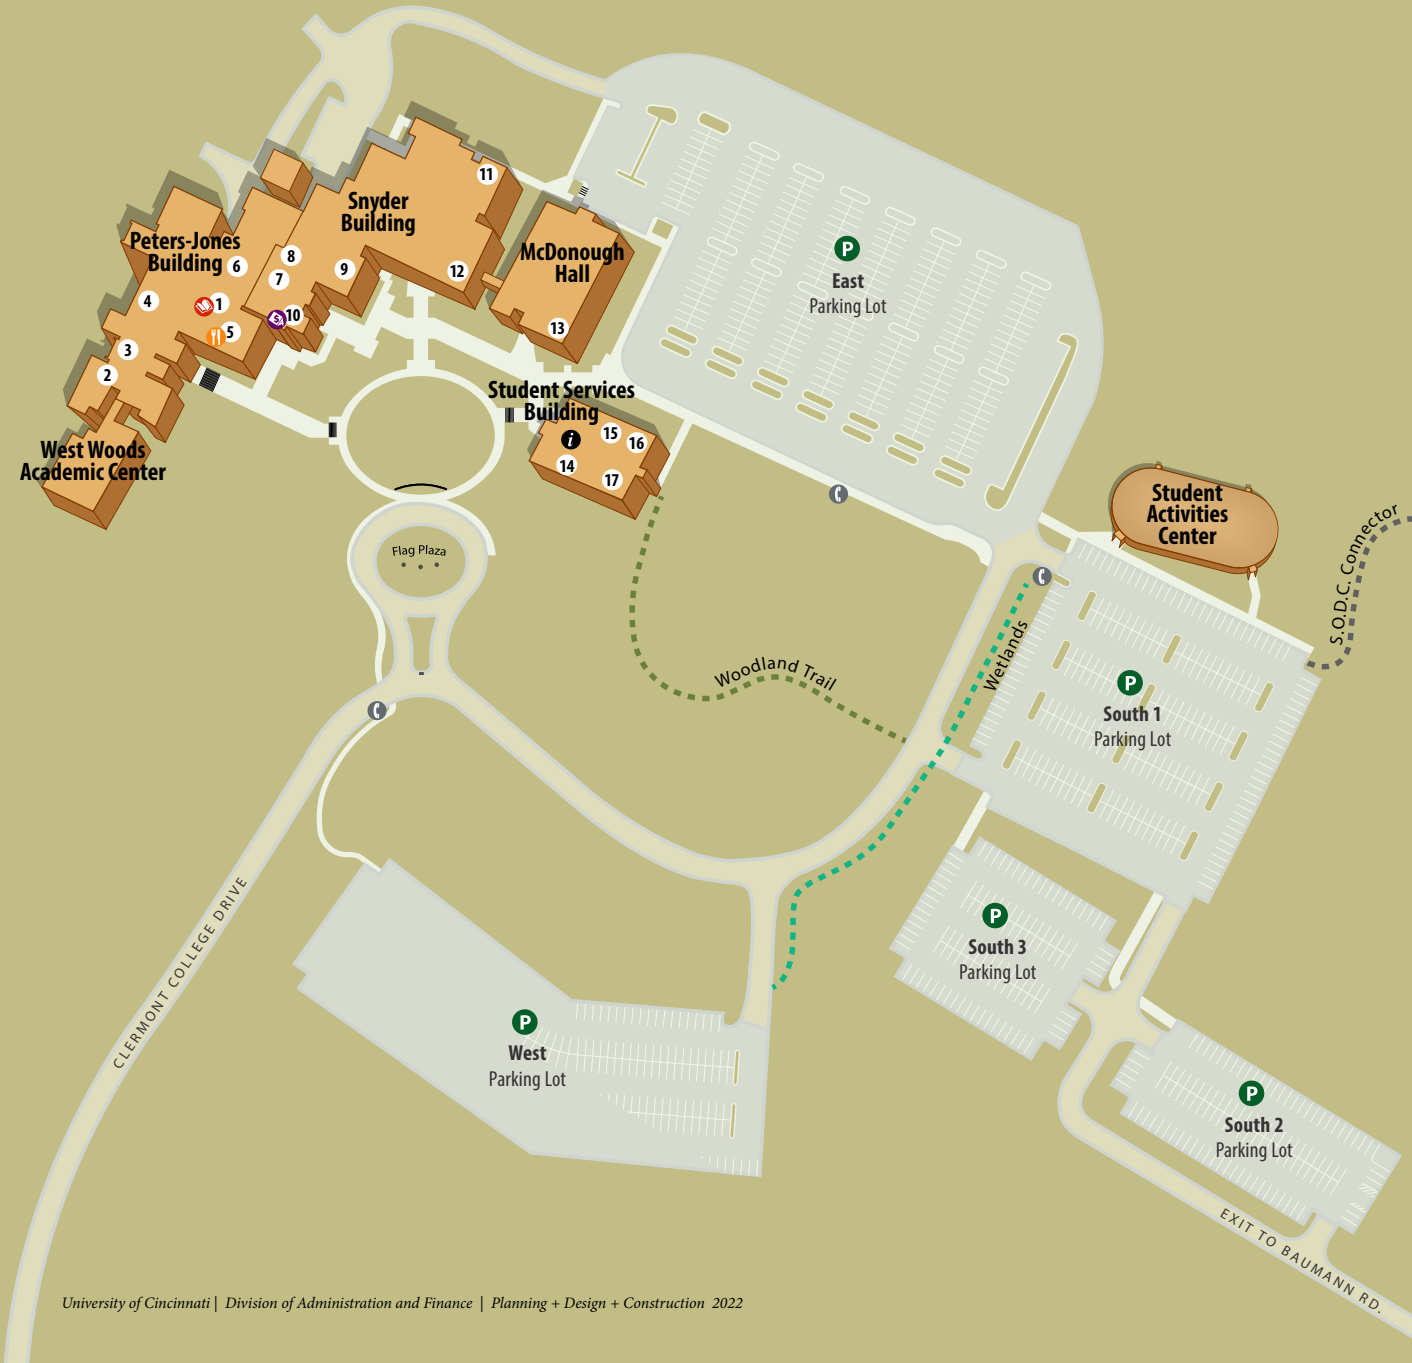 11
Snyder
Building
Peters-Jones
Building
McDonough
Hall
8
6
7
9
12
P
East
Parking Lot
4
1
10
5
13
3
2
Student Services
Building
i
15
16
14
17
West Woods
Academic Center
Student
Activities
Center
S.O.D.C. Connector
Flag Plaza
Wetlands
Woodland Trail
P
South 1
Parking Lot
CLERMONT COLLEGE DRIVE
P
South 3
Parking Lot
P
West
Parking Lot
P
South 2
Parking Lot
EXIT TO BAUMANN RD.
University of Cincinnati | Division of Administration and Finance | Planning + Design + Construction 2022